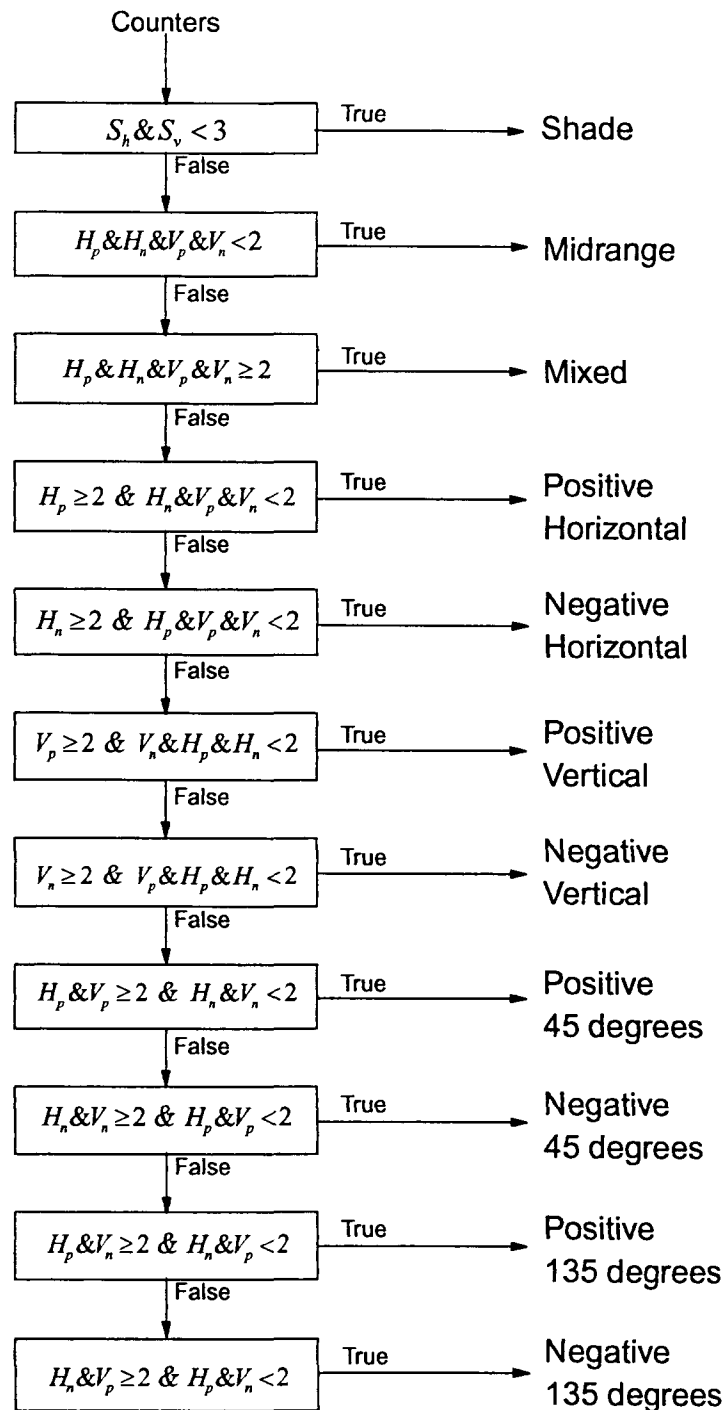 Counters
S_h & S_v < 3
True
Shade
False
H_p & H_n & V_p & V_n < 2
True
Midrange
False
H_p & H_n & V_p & V_n ≥ 2
True
Mixed
False
H_p ≥ 2 & H_n & V_p & V_n < 2
True
Positive
Horizontal
False
H_n ≥ 2 & H_p & V_p & V_n < 2
True
Negative
Horizontal
False
V_p ≥ 2 & V_n & H_p & H_n < 2
True
Positive
Vertical
False
V_n ≥ 2 & V_p & H_p & H_n < 2
True
Negative
Vertical
False
H_p & V_p ≥ 2 & H_n & V_n < 2
True
Positive
45 degrees
False
H_n & V_n ≥ 2 & H_p & V_p < 2
True
Negative
45 degrees
False
H_p & V_n ≥ 2 & H_n & V_p < 2
True
Positive
135 degrees
False
H_n & V_p ≥ 2 & H_p & V_n < 2
True
Negative
135 degrees